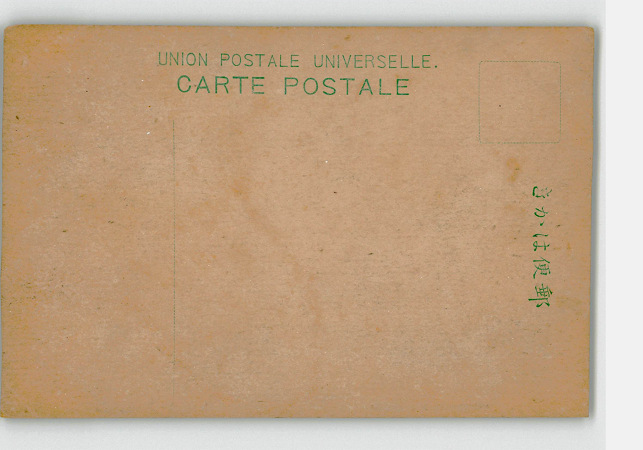 UNION POSTALE UNIVERSELLE.
CARTE POSTALE
郵便はかき